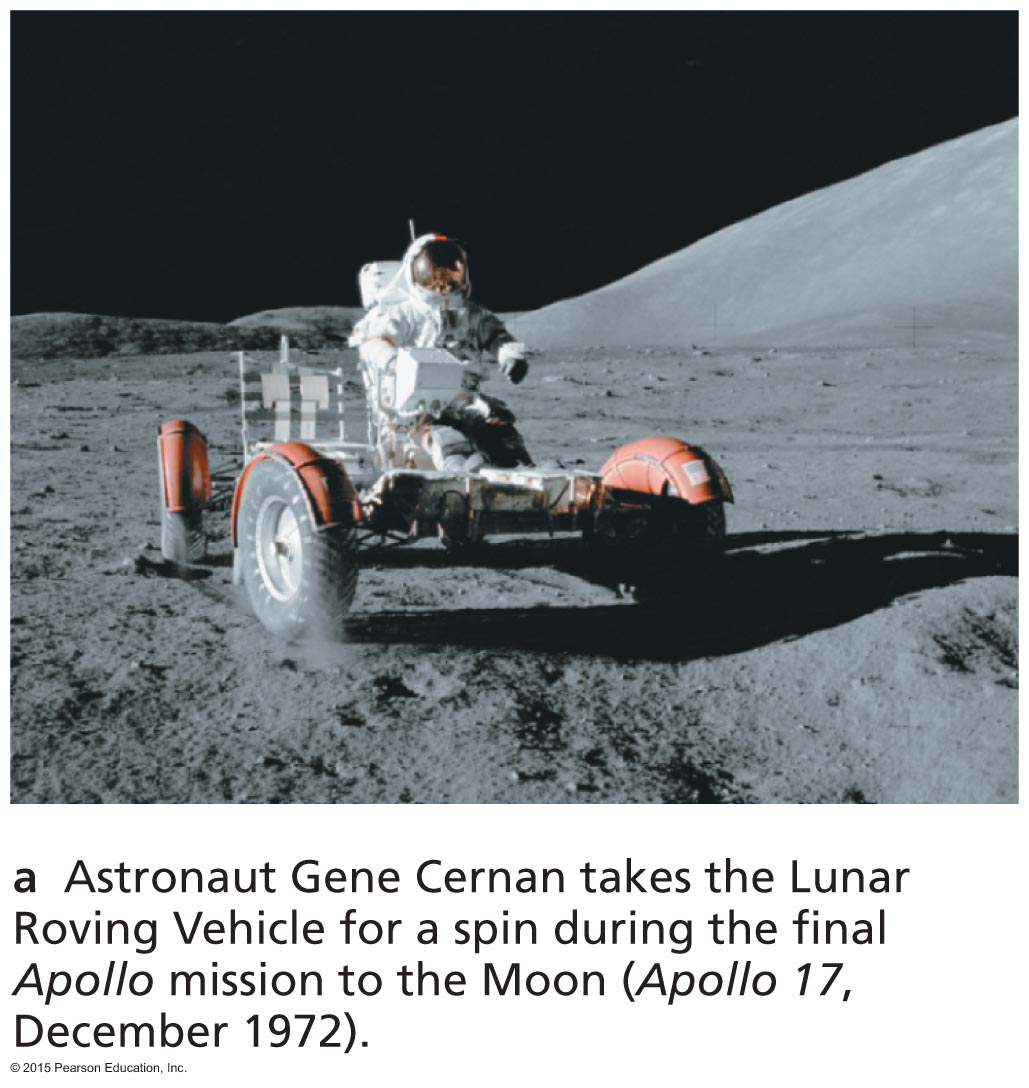 a Astronaut Gene Cernan takes the Lunar
Roving Vehicle for a spin during the final
Apollo mission to the Moon (Apollo 17,
December 1972).
© 2015 Pearson Education, Inc.